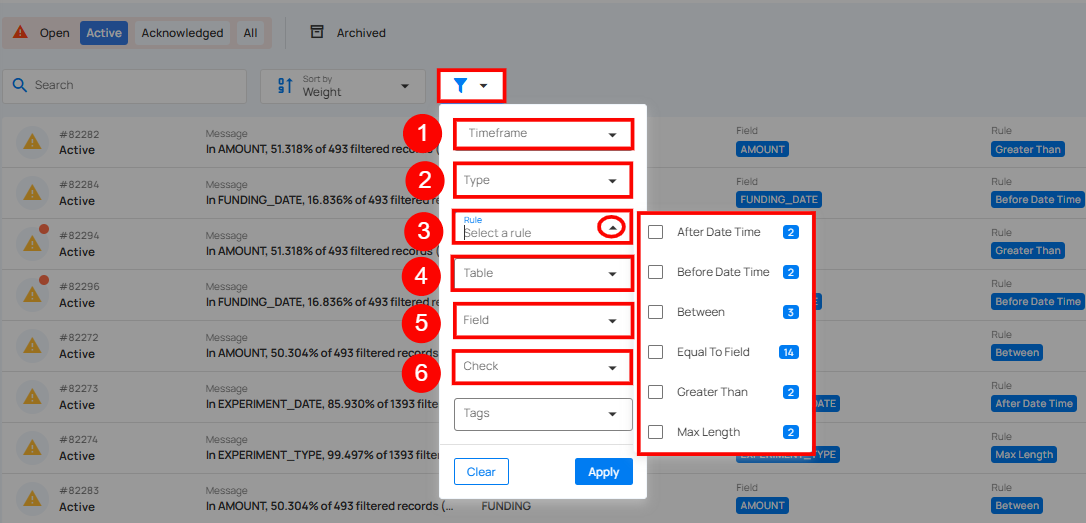 Open Active Acknowledged All Archived
Search
Sort by
Weight
1 Timeframe
2 Type
3 Rule
Select a rule
4 Table
5 Field
6 Check
Tags
Clear Apply
After Date Time 2
Before Date Time 2
Between 3
Equal To Field 14
Greater Than 2
Max Length 2
#82282 Message Field Rule
Active In AMOUNT, 51.318% of 493 filtered records ( AMOUNT Greater Than
#82284 Message Field Rule
Active In FUNDING_DATE, 16.836% of 493 filtered FUNDING_DATE Before Date Time
#82294 Message Rule
Active In AMOUNT, 51.318% of 493 filtered records Greater Than
#82296 Message Rule
Active In FUNDING_DATE, 16.836% of 493 filtered re Before Date Time
#82272 Message Rule
Active In AMOUNT, 50.304% of 493 filtered records Between
#82273 Message Rule
Active In EXPERIMENT_DATE, 85.930% of 1393 filte DATE After Date Time
#82274 Message Rule
Active In EXPERIMENT_TYPE, 99.497% of 1393 filte EXPERIMENT_TYPE Max Length
#82283 Message Field Rule
Active In AMOUNT, 50.304% of 493 filtered records (... FUNDING AMOUNT Between